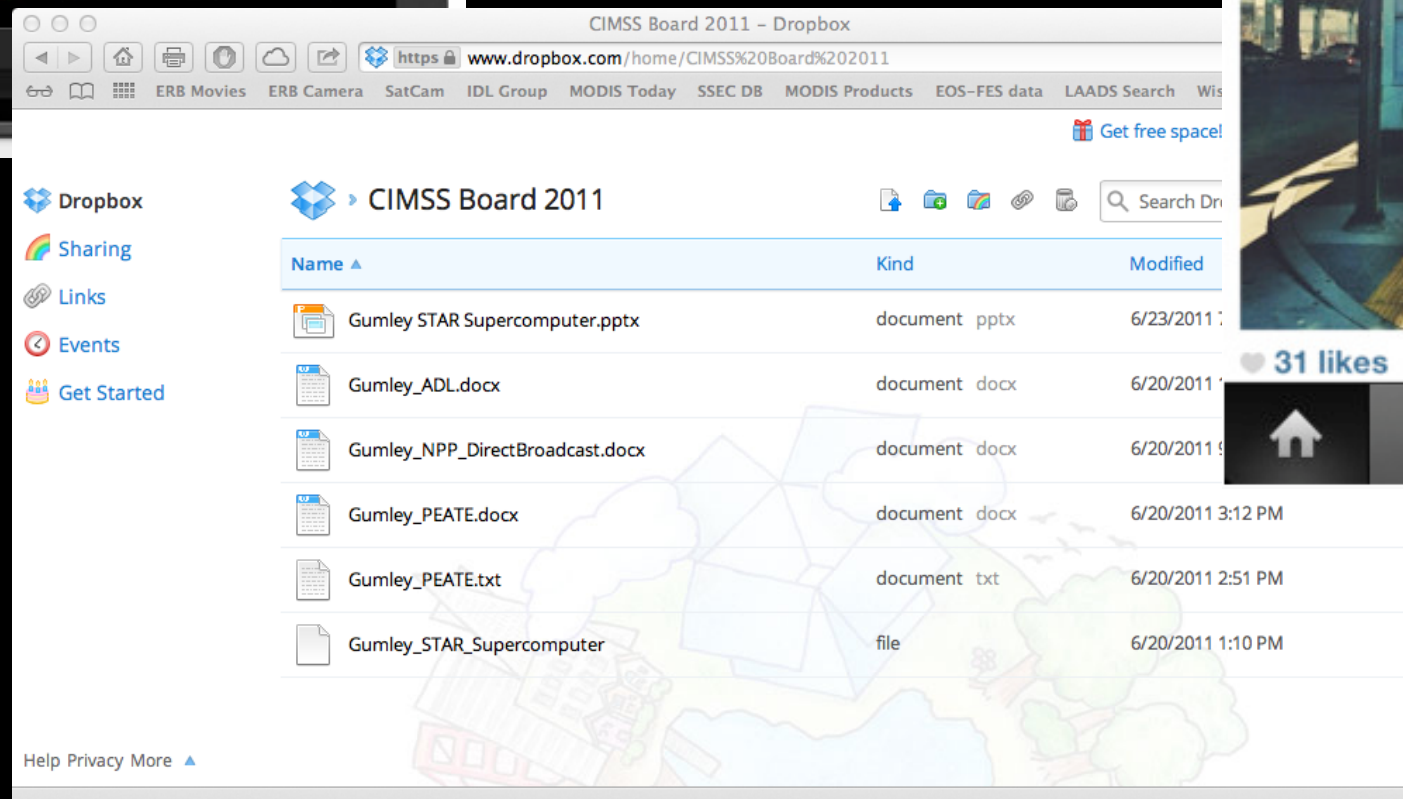 CIMSS Board 2011 – Dropbox
https www.dropbox.com/home/CIMSS%20Board%202011
ERB Movies ERB Camera SatCam IDL Group MODIS Today SSEC DB MODIS Products EOS-FES data LAADS Search Wis
Get free space!
Dropbox
Sharing
Links
Events
Get Started
› CIMSS Board 2011
Search Dr
Name Kind Modified
Gumley STAR Supercomputer.pptx document pptx 6/23/2011
Gumley_ADL.docx document docx 6/20/2011
Gumley_NPP_DirectBroadcast.docx document docx 6/20/2011
Gumley_PEATE.docx document docx 6/20/2011 3:12 PM
Gumley_PEATE.txt document txt 6/20/2011 2:51 PM
Gumley_STAR_Supercomputer file 6/20/2011 1:10 PM
Help Privacy More
31 likes